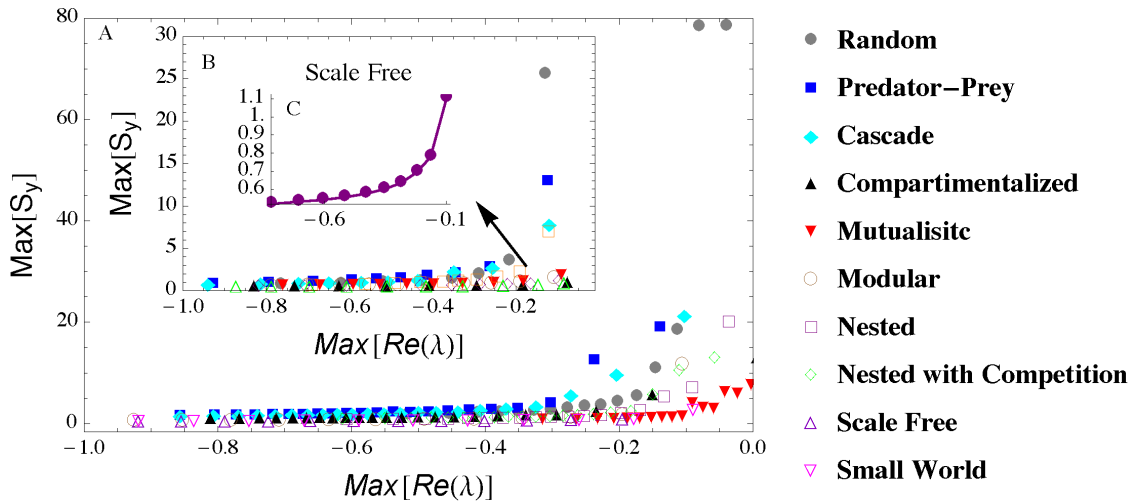 A
80
60
40
20
0
Max[Sy]
−1.0
−0.8
−0.6
−0.4
−0.2
0.0
Max[Re(λ)]
B
30
25
20
15
10
5
0
Max[Sy]
−1.0
−0.8
−0.6
−0.4
−0.2
Max[Re(λ)]
Scale Free
C
1.1
0.9
0.8
0.7
0.6
−0.6
−0.1
Random
Predator−Prey
Cascade
Compartimentalized
Mutualisitc
Modular
Nested
Nested with Competition
Scale Free
Small World